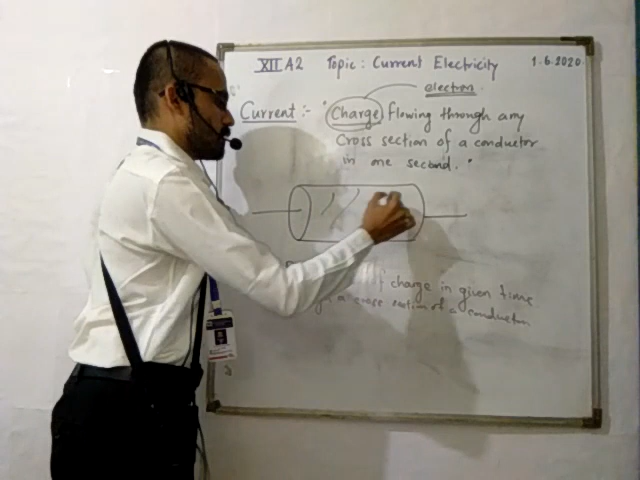 XII A2 Topic : Current Electricity 1.6.2020
electron.
Current :- "Charge flowing through any
Cross section of a conductor
in one second."
of charge in given time
a cross section of a conductor